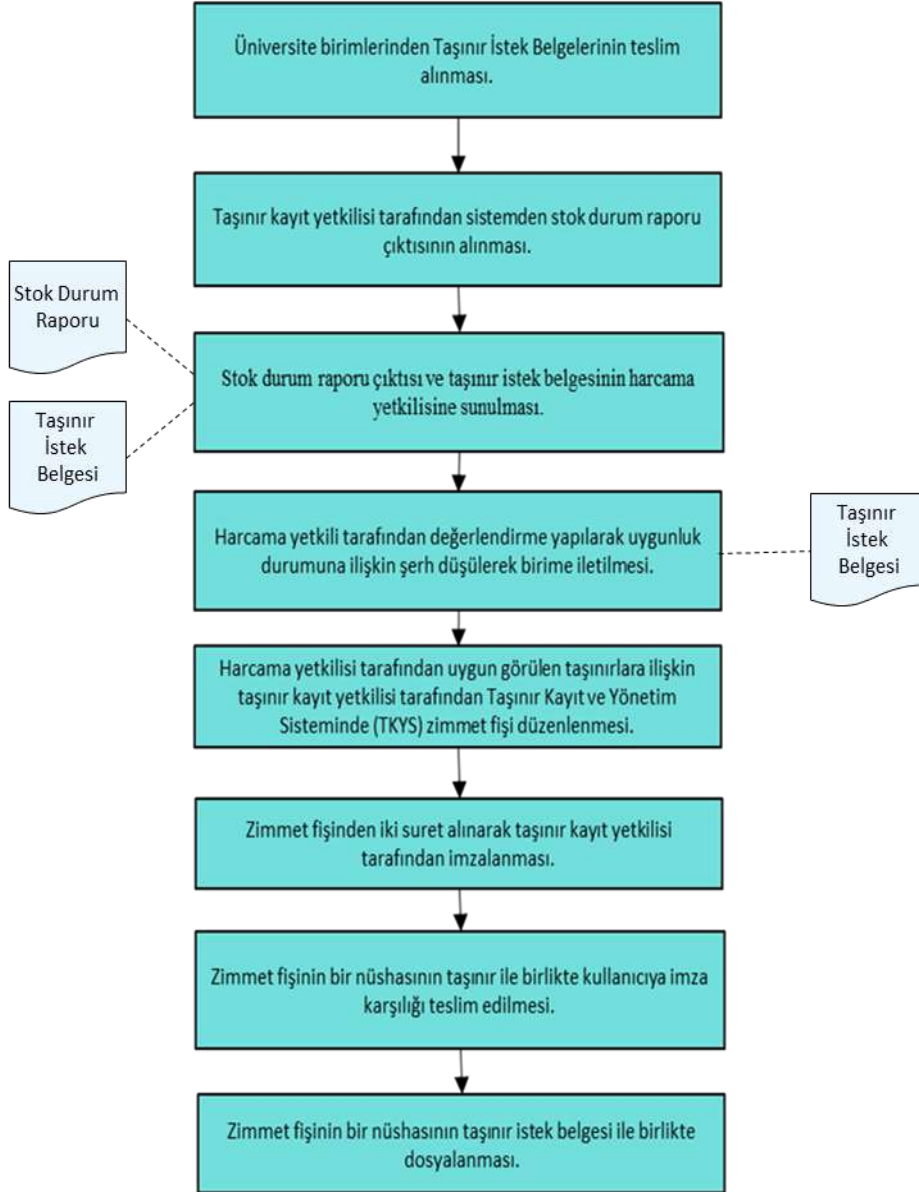 Üniversite birimlerinden Taşınır İstek Belgelerinin teslim
alınması.
Taşınır kayıt yetkilisi tarafından sistemden stok durum raporu
çıktısının alınması.
Stok Durum
Raporu
Taşınır
İstek
Belgesi
Stok durum raporu çıktısı ve taşınır istek belgesinin harcama
yetkilisine sunulması.
Harcama yetkili tarafından değerlendirme yapılarak uygunluk
durumuna ilişkin şerh düşülerek birime iletilmesi.
Taşınır
İstek
Belgesi
Harcama yetkilisi tarafından uygun görülen taşınırlara ilişkin
taşınır kayıt yetkilisi tarafından Taşınır Kayıt ve Yönetim
Sisteminde (TKYS) zimmet fişi düzenlenmesi.
Zimmet fişinden iki suret alınarak taşınır kayıt yetkilisi
tarafından imzalanması.
Zimmet fişinin bir nüshasının taşınır ile birlikte kullanıcıya imza
karşılığı teslim edilmesi.
Zimmet fişinin bir nüshasının taşınır istek belgesi ile birlikte
dosyalanması.